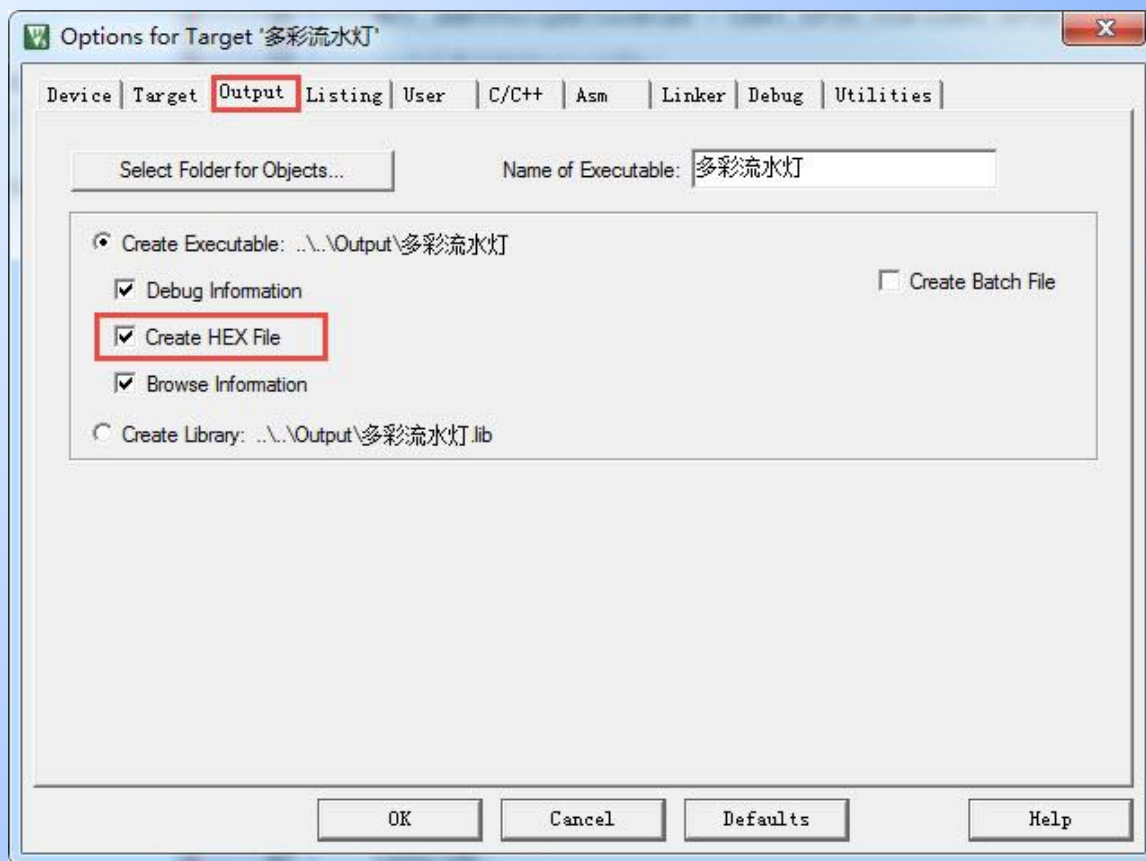 Options for Target '多彩流水灯'
Device Target Output Listing User C/C++ Asm Linker Debug Utilities
Select Folder for Objects... Name of Executable: 多彩流水灯
Create Executable: ..\..\Output\多彩流水灯
Debug Information Create Batch File
Create HEX File
Browse Information
Create Library: ..\..\Output\多彩流水灯.lib
OK Cancel Defaults Help